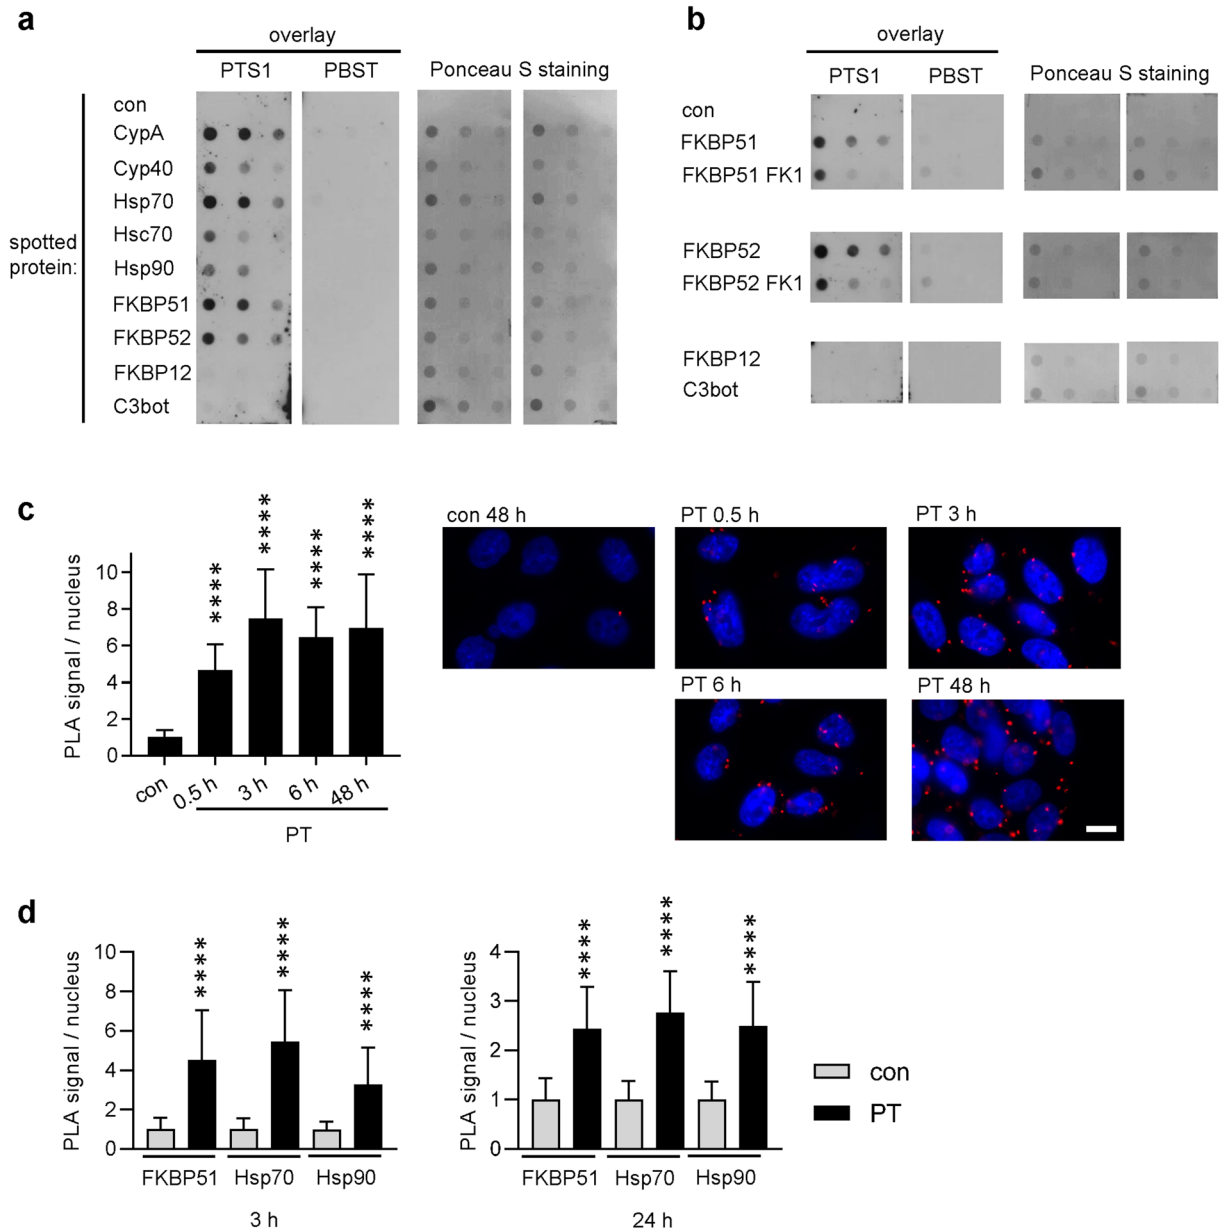 a
overlay
PTS1 PBST Ponceau S staining
spotted protein:
con
CypA
Cyp40
Hsp70
Hsc70
Hsp90
FKBP51
FKBP52
FKBP12
C3bot
b
overlay
PTS1 PBST Ponceau S staining
con
FKBP51
FKBP51 FK1
FKBP52
FKBP52 FK1
FKBP12
C3bot
c
PLA signal / nucleus
10
8
6
4
2
0
**** **** **** ****
con 0.5 h 3 h 6 h 48 h
PT
con 48 h PT 0.5 h PT 3 h
PT 6 h PT 48 h
d
PLA signal / nucleus
10
8
6
4
2
0
**** **** ****
FKBP51 Hsp70 Hsp90
3 h
PLA signal / nucleus
4
3
2
1
0
**** **** ****
FKBP51 Hsp70 Hsp90
24 h
con
PT